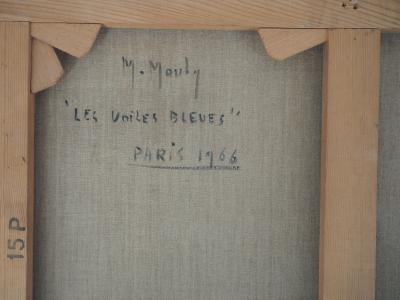 M. Mouly
"LES VOILES BLEUES"
PARIS 1966
15 P